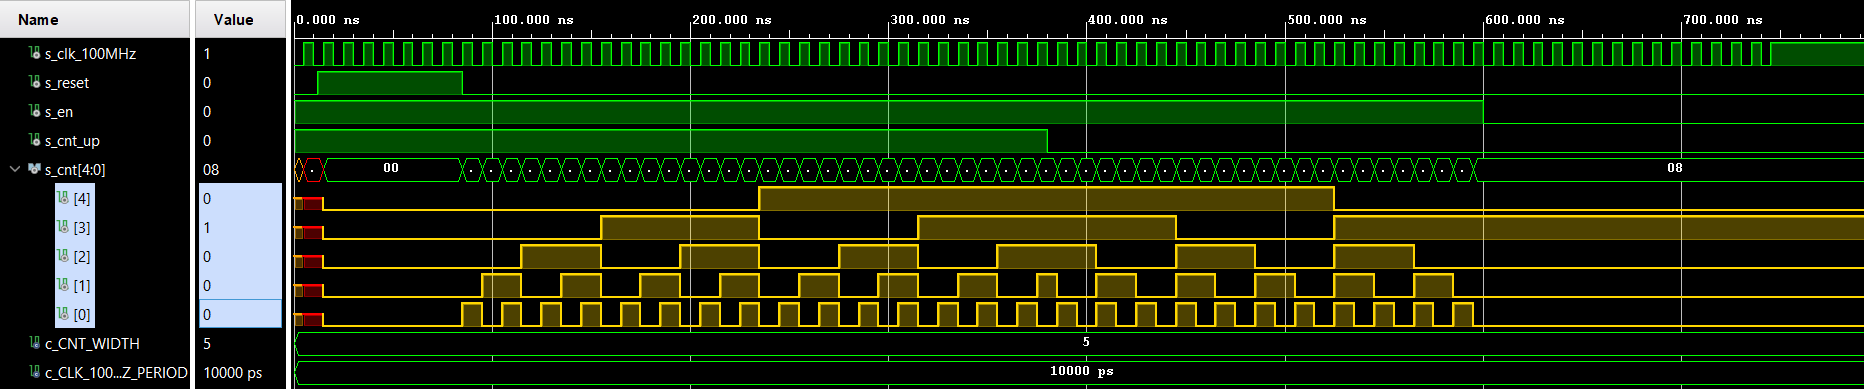 Name Value 0.000 ns 100.000 ns 200.000 ns 300.000 ns 400.000 ns 500.000 ns 600.000 ns 700.000 ns
s_clk_100MHz 1
s_reset 0
s_en 0
s_cnt_up 0
s_cnt[4:0] 08 00 08
[4] 0
[3] 1
[2] 0
[1] 0
[0] 0
c_CNT_WIDTH 5 5
c_CLK_100...Z_PERIOD 10000 ps 10000 ps